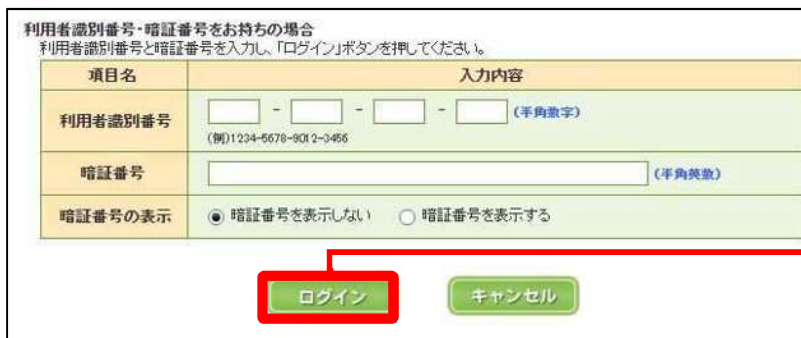 利用者識別番号・暗証番号をお持ちの場合
利用者識別番号と暗証番号を入力し、「ログイン」ボタンを押してください。
項目名 入力内容
利用者識別番号 - - - (半角数字)
(例)1234-5678-9012-3456
暗証番号 (半角英数)
暗証番号の表示 暗証番号を表示しない 暗証番号を表示する
ログイン キャンセル